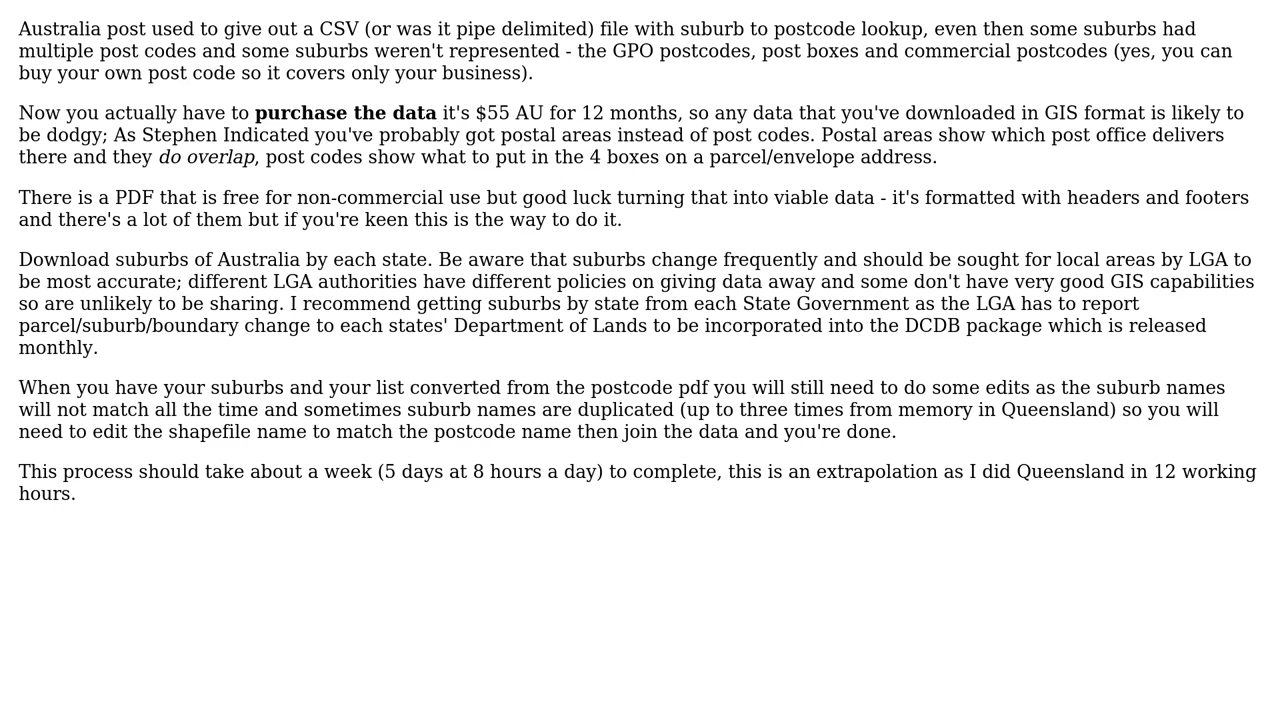 Australia post used to give out a CSV (or was it pipe delimited) file with suburb to postcode lookup, even then some suburbs had
multiple post codes and some suburbs weren't represented - the GPO postcodes, post boxes and commercial postcodes (yes, you can
buy your own post code so it covers only your business).
Now you actually have to purchase the data it's $55 AU for 12 months, so any data that you've downloaded in GIS format is likely to
be dodgy; As Stephen Indicated you've probably got postal areas instead of post codes. Postal areas show which post office delivers
there and they do overlap, post codes show what to put in the 4 boxes on a parcel/envelope address.
There is a PDF that is free for non-commercial use but good luck turning that into viable data - it's formatted with headers and footers
and there's a lot of them but if you're keen this is the way to do it.
Download suburbs of Australia by each state. Be aware that suburbs change frequently and should be sought for local areas by LGA to
be most accurate; different LGA authorities have different policies on giving data away and some don't have very good GIS capabilities
so are unlikely to be sharing. I recommend getting suburbs by state from each State Government as the LGA has to report
parcel/suburb/boundary change to each states' Department of Lands to be incorporated into the DCDB package which is released
monthly.
When you have your suburbs and your list converted from the postcode pdf you will still need to do some edits as the suburb names
will not match all the time and sometimes suburb names are duplicated (up to three times from memory in Queensland) so you will
need to edit the shapefile name to match the postcode name then join the data and you're done.
This process should take about a week (5 days at 8 hours a day) to complete, this is an extrapolation as I did Queensland in 12 working
hours.